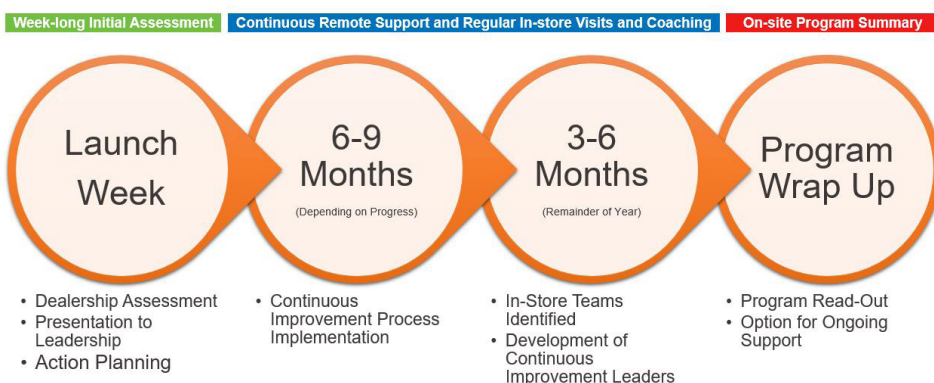 Week-long Initial Assessment
Continuous Remote Support and Regular In-store Visits and Coaching
On-site Program Summary
Launch
Week
6-9
Months
(Depending on Progress)
3-6
Months
(Remainder of Year)
Program
Wrap Up
• Dealership Assessment
• Presentation to
Leadership
• Action Planning
• Continuous
Improvement Process
Implementation
• In-Store Teams
Identified
• Development of
Continuous
Improvement Leaders
• Program Read-Out
• Option for Ongoing
Support